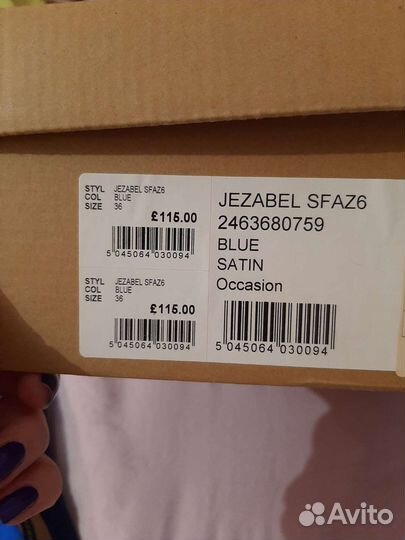 STYL JEZABEL SFAZ6
COL BLUE
SIZE 36
£115.00
5 045064 030094
STYL JEZABEL SFAZ6
COL BLUE
SIZE 36
£115.00
5 045064 030094
JEZABEL SFAZ6
2463680759
BLUE
SATIN
Occasion
5 045064 030094
Avito